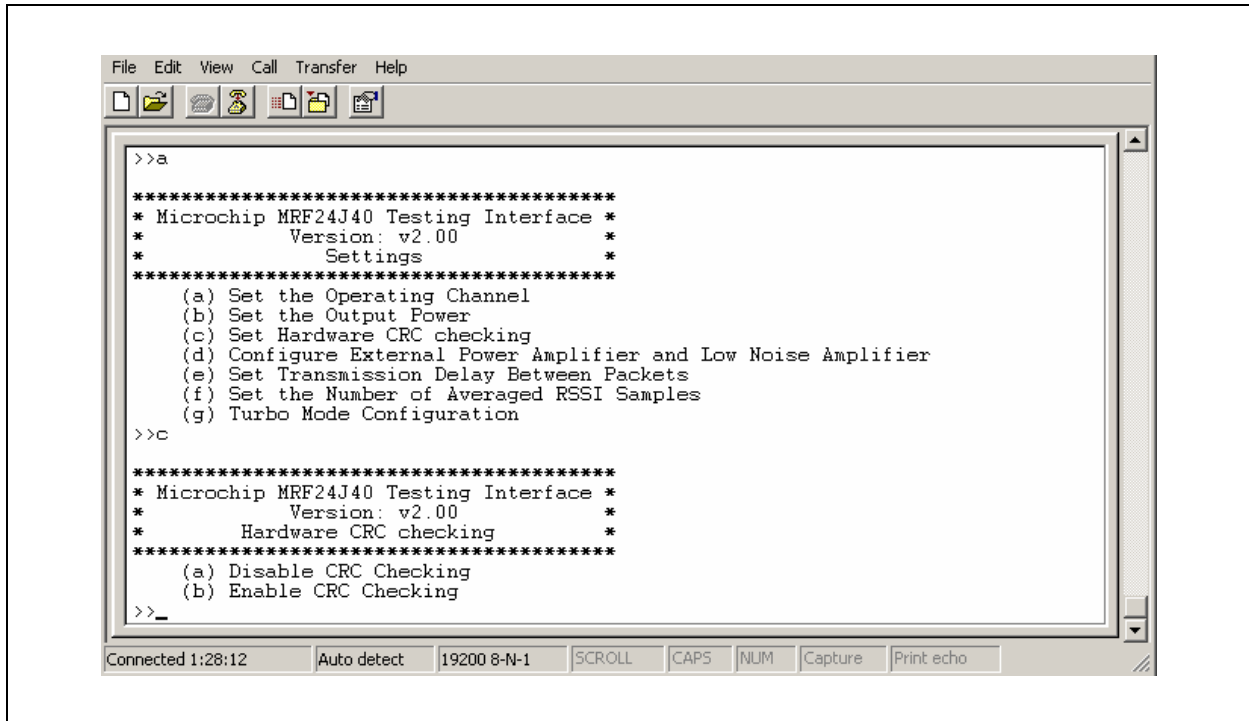 File Edit View Call Transfer Help
>>a
****************************************
* Microchip MRF24J40 Testing Interface *
*            Version: v2.00            *
*               Settings               *
****************************************
    (a) Set the Operating Channel
    (b) Set the Output Power
    (c) Set Hardware CRC checking
    (d) Configure External Power Amplifier and Low Noise Amplifier
    (e) Set Transmission Delay Between Packets
    (f) Set the Number of Averaged RSSI Samples
    (g) Turbo Mode Configuration
>>c
****************************************
* Microchip MRF24J40 Testing Interface *
*            Version: v2.00            *
*        Hardware CRC checking         *
****************************************
    (a) Disable CRC Checking
    (b) Enable CRC Checking
>>_
Connected 1:28:12 Auto detect 19200 8-N-1 SCROLL CAPS NUM Capture Print echo